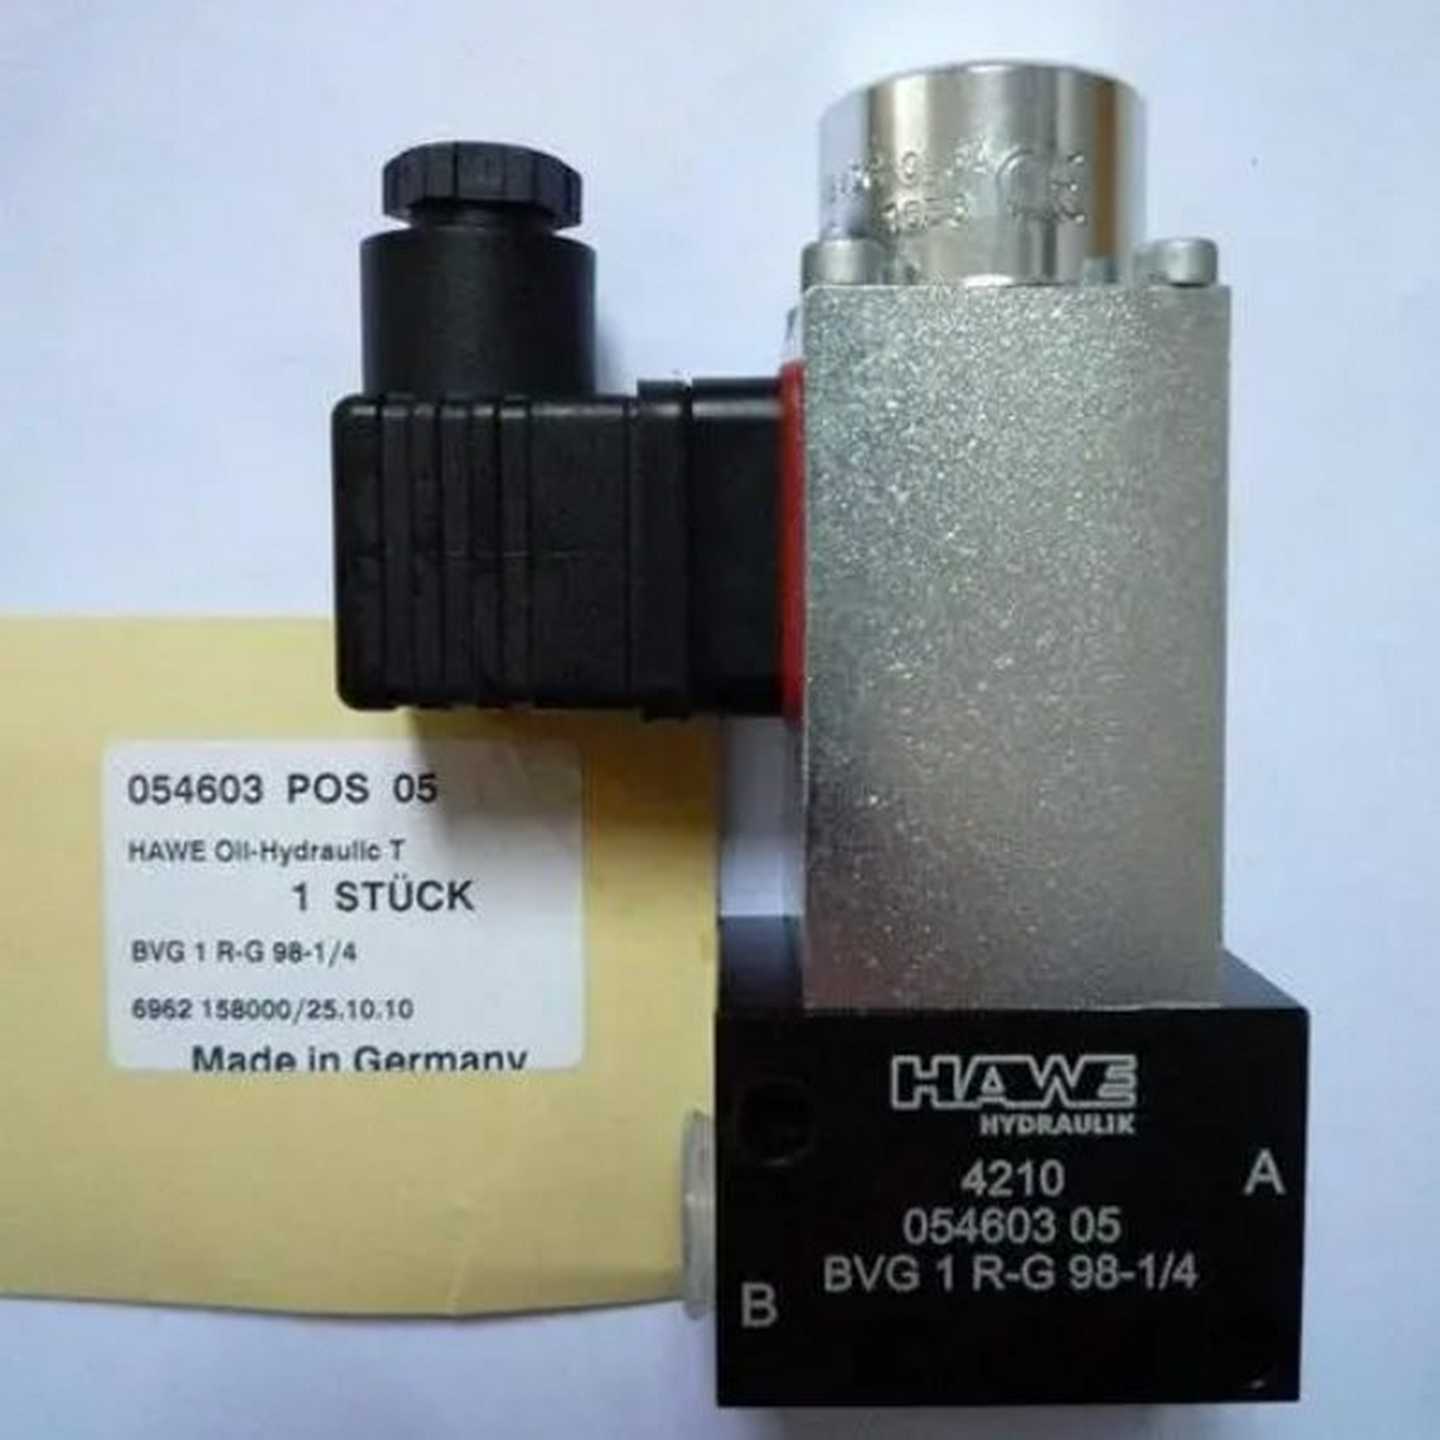 054603 POS 05
HAWE Oil-Hydraulic T
1 STÜCK
BVG 1 R-G 98-1/4
6962 158000/25.10.10
Made in Germany
HAWE
HYDRAULIK
4210
054603 05
BVG 1 R-G 98-1/4
A
B